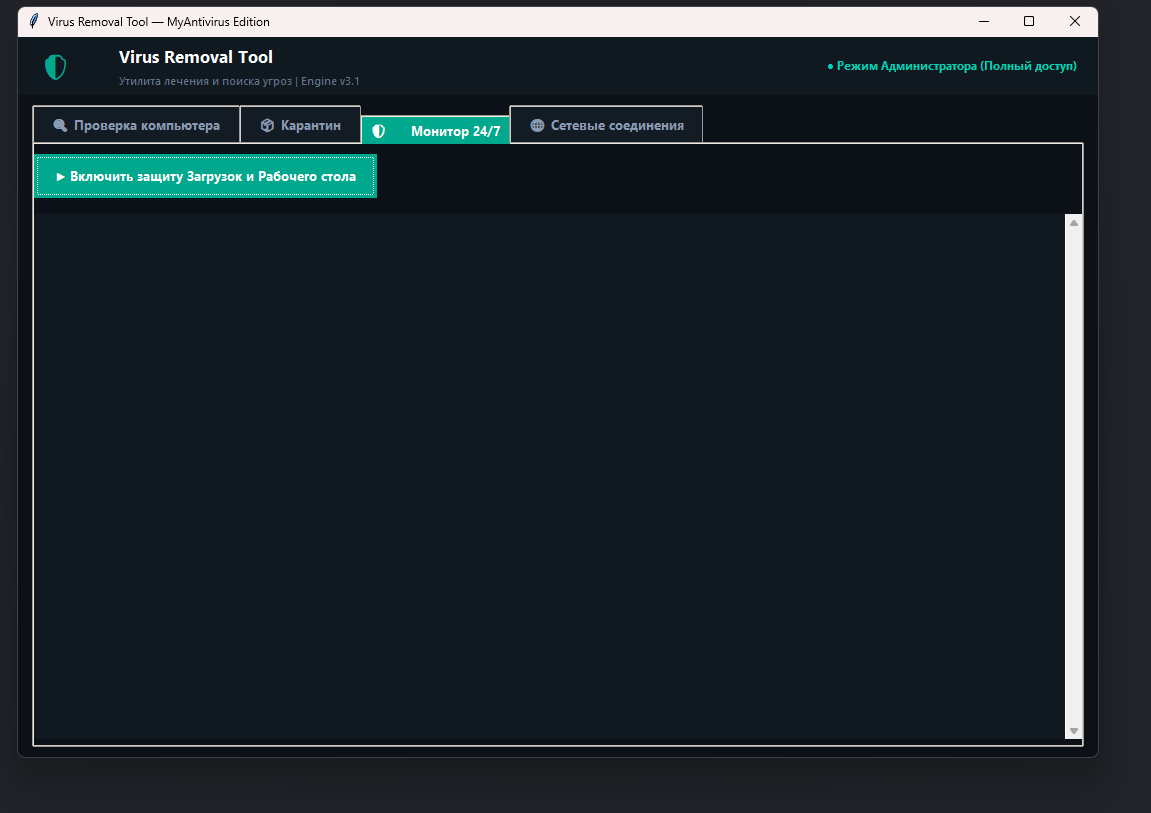 Virus Removal Tool — MyAntivirus Edition
Virus Removal Tool
Утилита лечения и поиска угроз | Engine v3.1
● Режим Администратора (Полный доступ)
Проверка компьютера
Карантин
Монитор 24/7
Сетевые соединения
► Включить защиту Загрузок и Рабочего стола